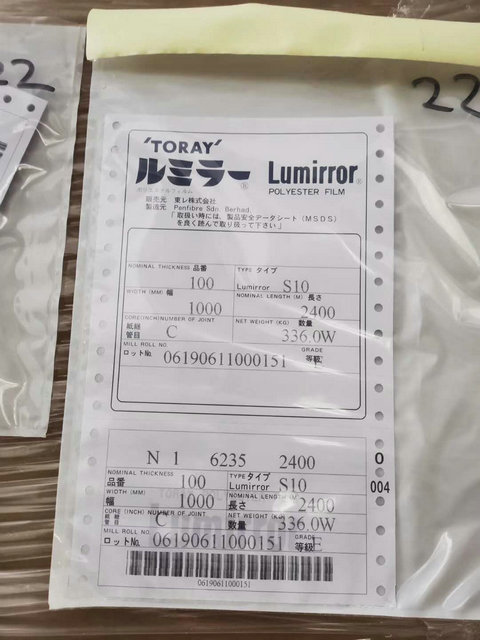 22
22
'TORAY'
ルミラー® Lumirror®
ポリエステルフィルム POLYESTER FILM
販売元 東レ株式会社
製造元 Penfibre Sdn. Berhad.
「取扱い時には、製品安全データシート(MSDS)
を良く読んで取り扱って下さい」
NOMINAL THICKNESS 品番 100 TYPE タイプ Lumirror S10
WIDTH (MM) 幅 1000 NOMINAL LENGTH (M) 長さ 2400
CORE(INCH)NUMBER OF JOINT 紙継 管目 C NET WEIGHT (KG) 数量 336.0W
MILL ROLL NO. ロットNo. 06190611000151 GRADE 等級 E
N 1 6235 2400
NOMINAL THICKNESS 品番 100 TYPE タイプ Lumirror S10
WIDTH (MM) 幅 1000 NOMINAL LENGTH (M) 長さ 2400
CORE (INCH) NUMBER OF JOINT 紙継 管目 C NET WEIGHT (KG) 数量 336.0W
MILL ROLL NO. ロットNo. 06190611000151 GRADE 等級 E
06190611000151
O
004